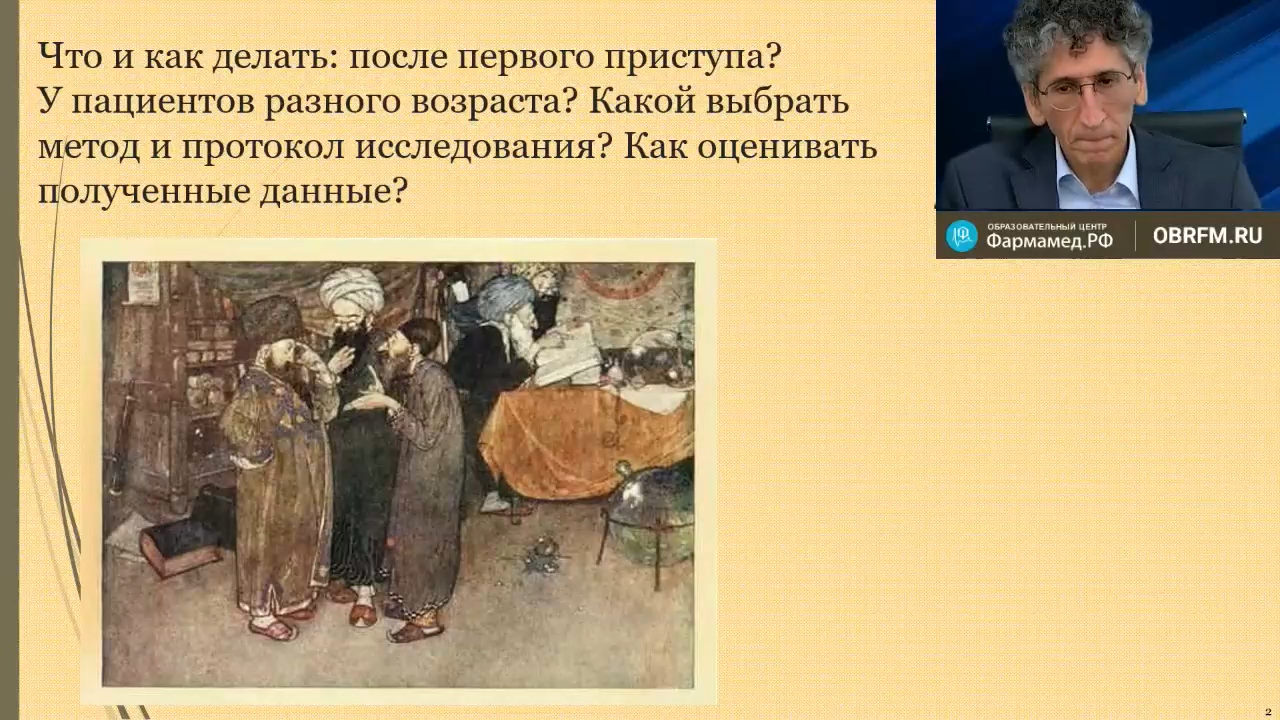 Что и как делать: после первого приступа?
У пациентов разного возраста? Какой выбрать
метод и протокол исследования? Как оценивать
полученные данные?
ОБРАЗОВАТЕЛЬНЫЙ ЦЕНТР
Фармамед.РФ
OBRFM.RU
2